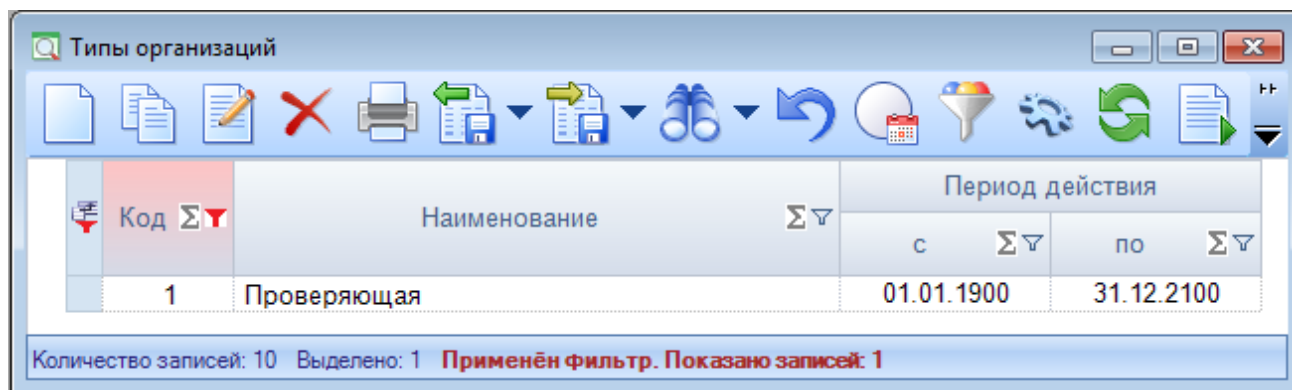 Типы организаций
Код Σ Наименование Σ Период действия
с Σ по Σ
1 Проверяющая 01.01.1900 31.12.2100
Количество записей: 10 Выделено: 1 Применён фильтр. Показано записей: 1